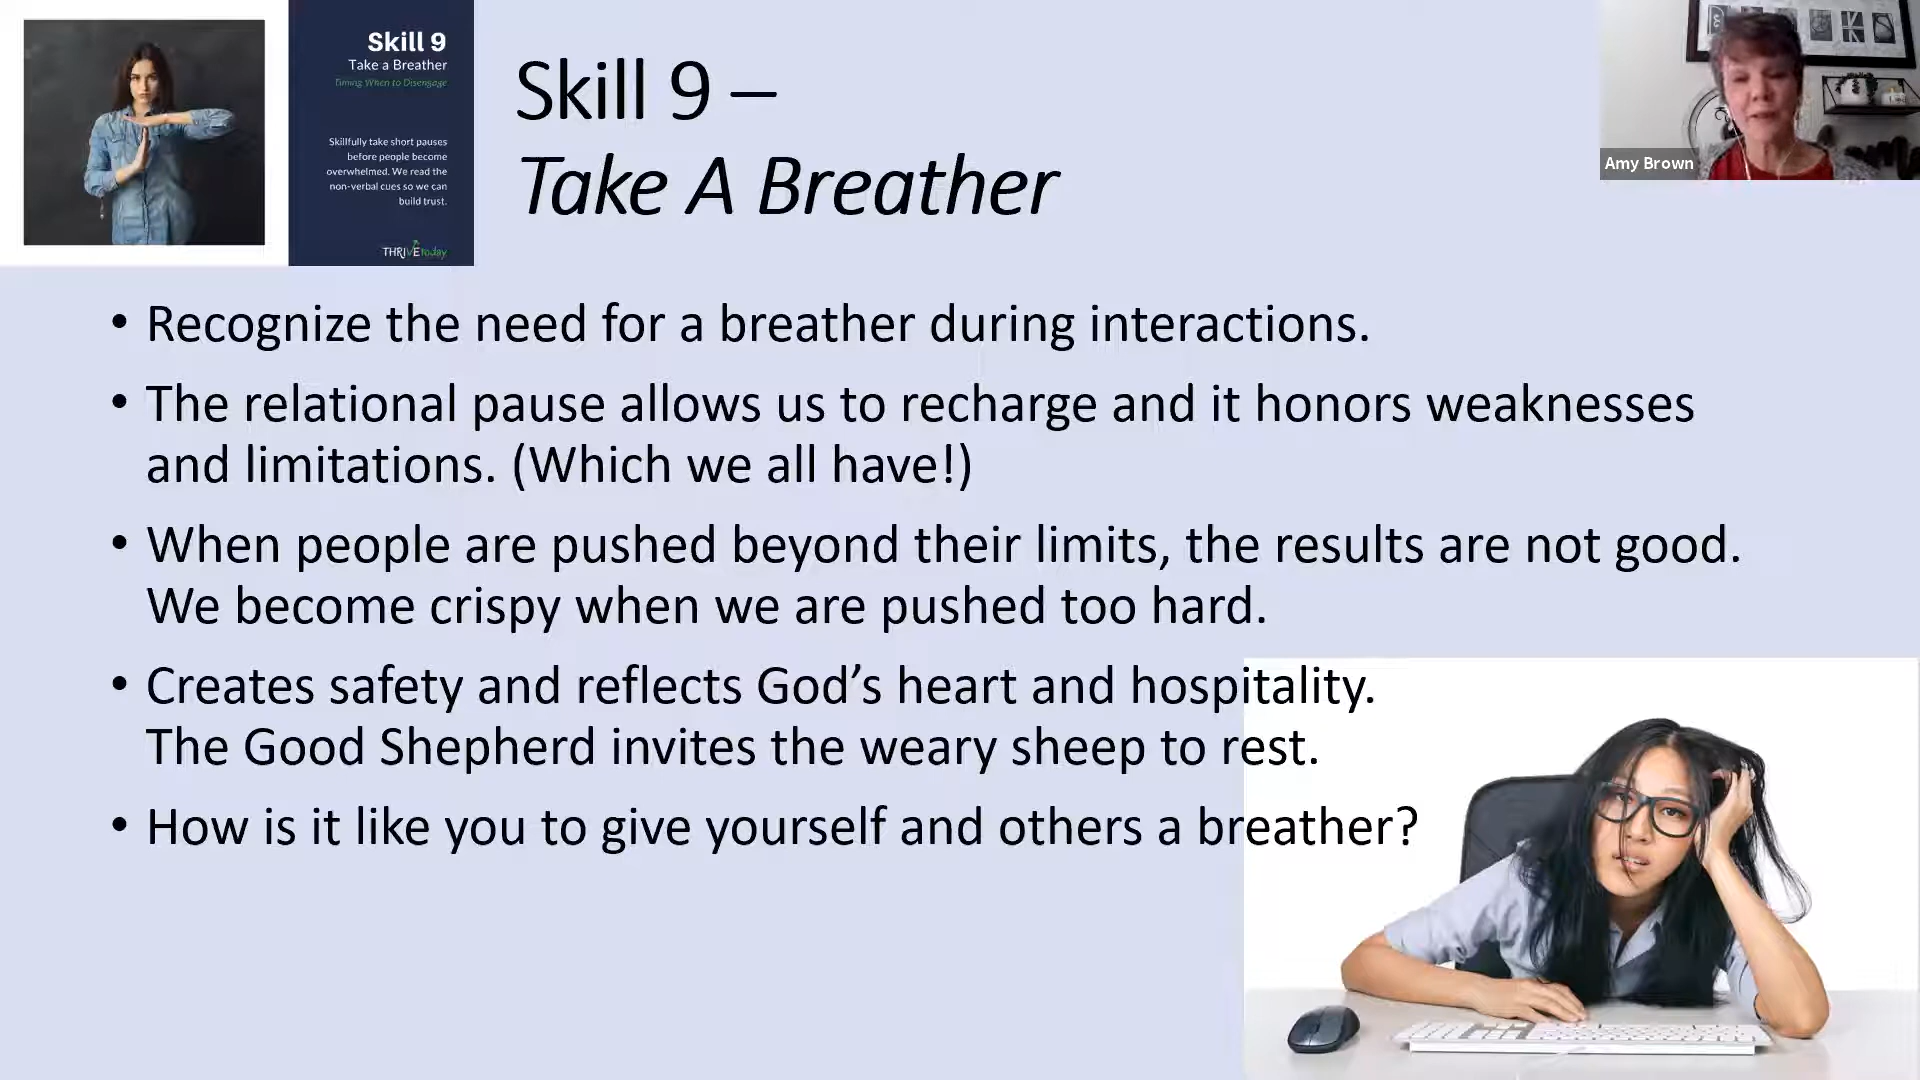 Skill 9
Take a Breather
Timing When to Disengage
Skillfully take short pauses
before people become
overwhelmed. We read the
non-verbal cues so we can
build trust.
THRIVEtoday
Skill 9 –
Take A Breather
Amy Brown
• Recognize the need for a breather during interactions.
• The relational pause allows us to recharge and it honors weaknesses
and limitations. (Which we all have!)
• When people are pushed beyond their limits, the results are not good.
We become crispy when we are pushed too hard.
• Creates safety and reflects God’s heart and hospitality.
The Good Shepherd invites the weary sheep to rest.
• How is it like you to give yourself and others a breather?